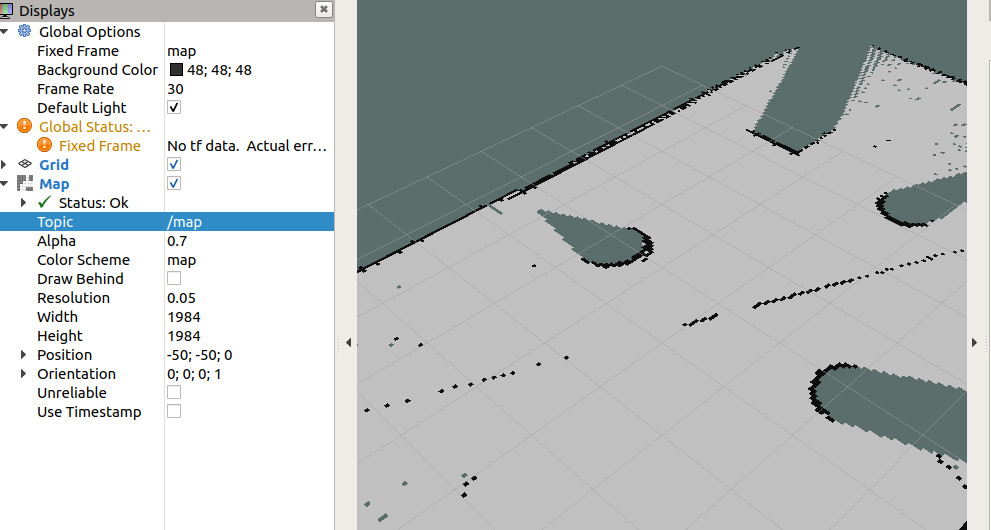 Displays
Global Options
Fixed Frame map
Background Color 48; 48; 48
Frame Rate 30
Default Light
Global Status: ...
Fixed Frame No tf data.  Actual err...
Grid
Map
Status: Ok
Topic /map
Alpha 0.7
Color Scheme map
Draw Behind
Resolution 0.05
Width 1984
Height 1984
Position -50; -50; 0
Orientation 0; 0; 0; 1
Unreliable
Use Timestamp